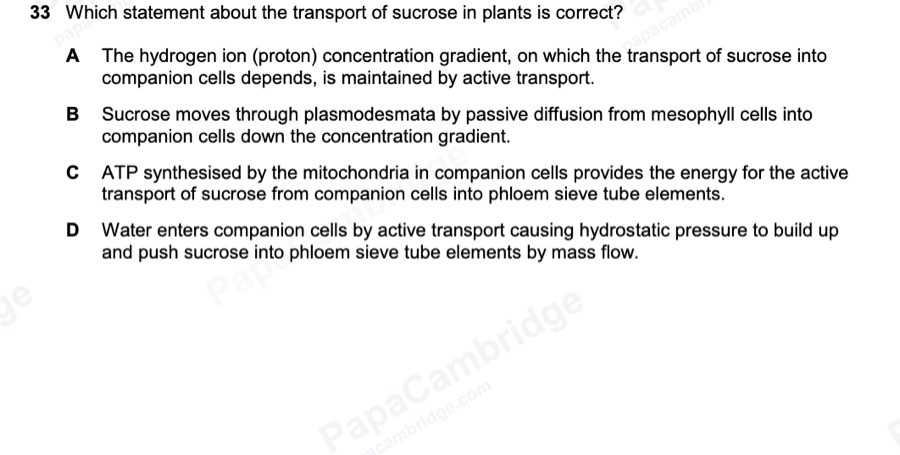 33 Which statement about the transport of sucrose in plants is correct?
A The hydrogen ion (proton) concentration gradient, on which the transport of sucrose into
companion cells depends, is maintained by active transport.
B Sucrose moves through plasmodesmata by passive diffusion from mesophyll cells into
companion cells down the concentration gradient.
C ATP synthesised by the mitochondria in companion cells provides the energy for the active
transport of sucrose from companion cells into phloem sieve tube elements.
D Water enters companion cells by active transport causing hydrostatic pressure to build up
and push sucrose into phloem sieve tube elements by mass flow.
PapaCambridge